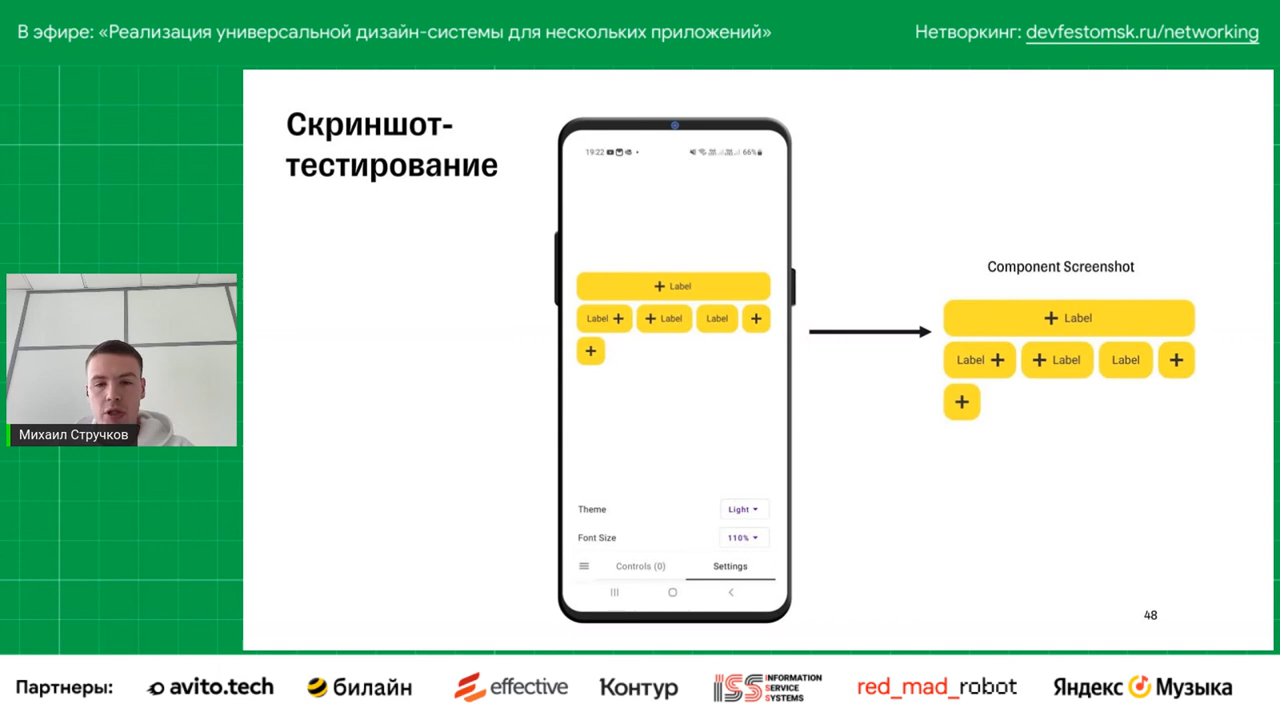 В эфире: «Реализация универсальной дизайн-системы для нескольких приложений»
Нетворкинг: devfestomsk.ru/networking
Скриншот-
тестирование
19:22
66%
+ Label
Label +
+ Label
Label
+
+
Theme
Light
Font Size
110%
Controls (0)
Settings
Component Screenshot
+ Label
Label +
+ Label
Label
+
+
48
Михаил Стручков
Партнеры:
avito.tech
билайн
effective
Контур
ISS INFORMATION
SERVICE
SYSTEMS
red_mad_robot
Яндекс Музыка